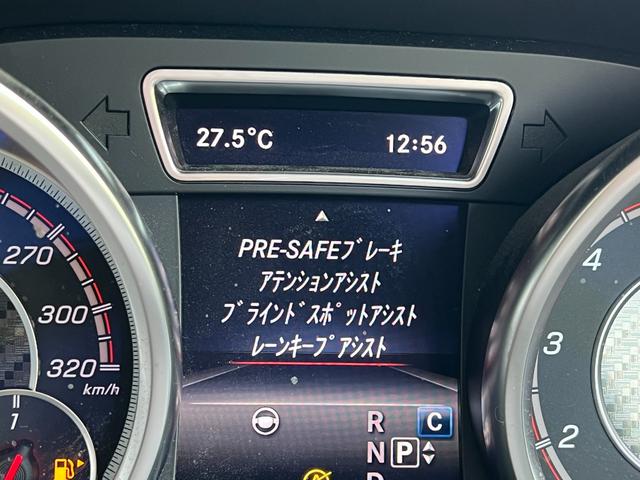 27.5°C 12:56
PRE-SAFEブレーキ
アテンションアシスト
ブラインドスポットアシスト
レーンキープアシスト
270
300
320
km/h
1
4
3
2
R
C
N
P
D